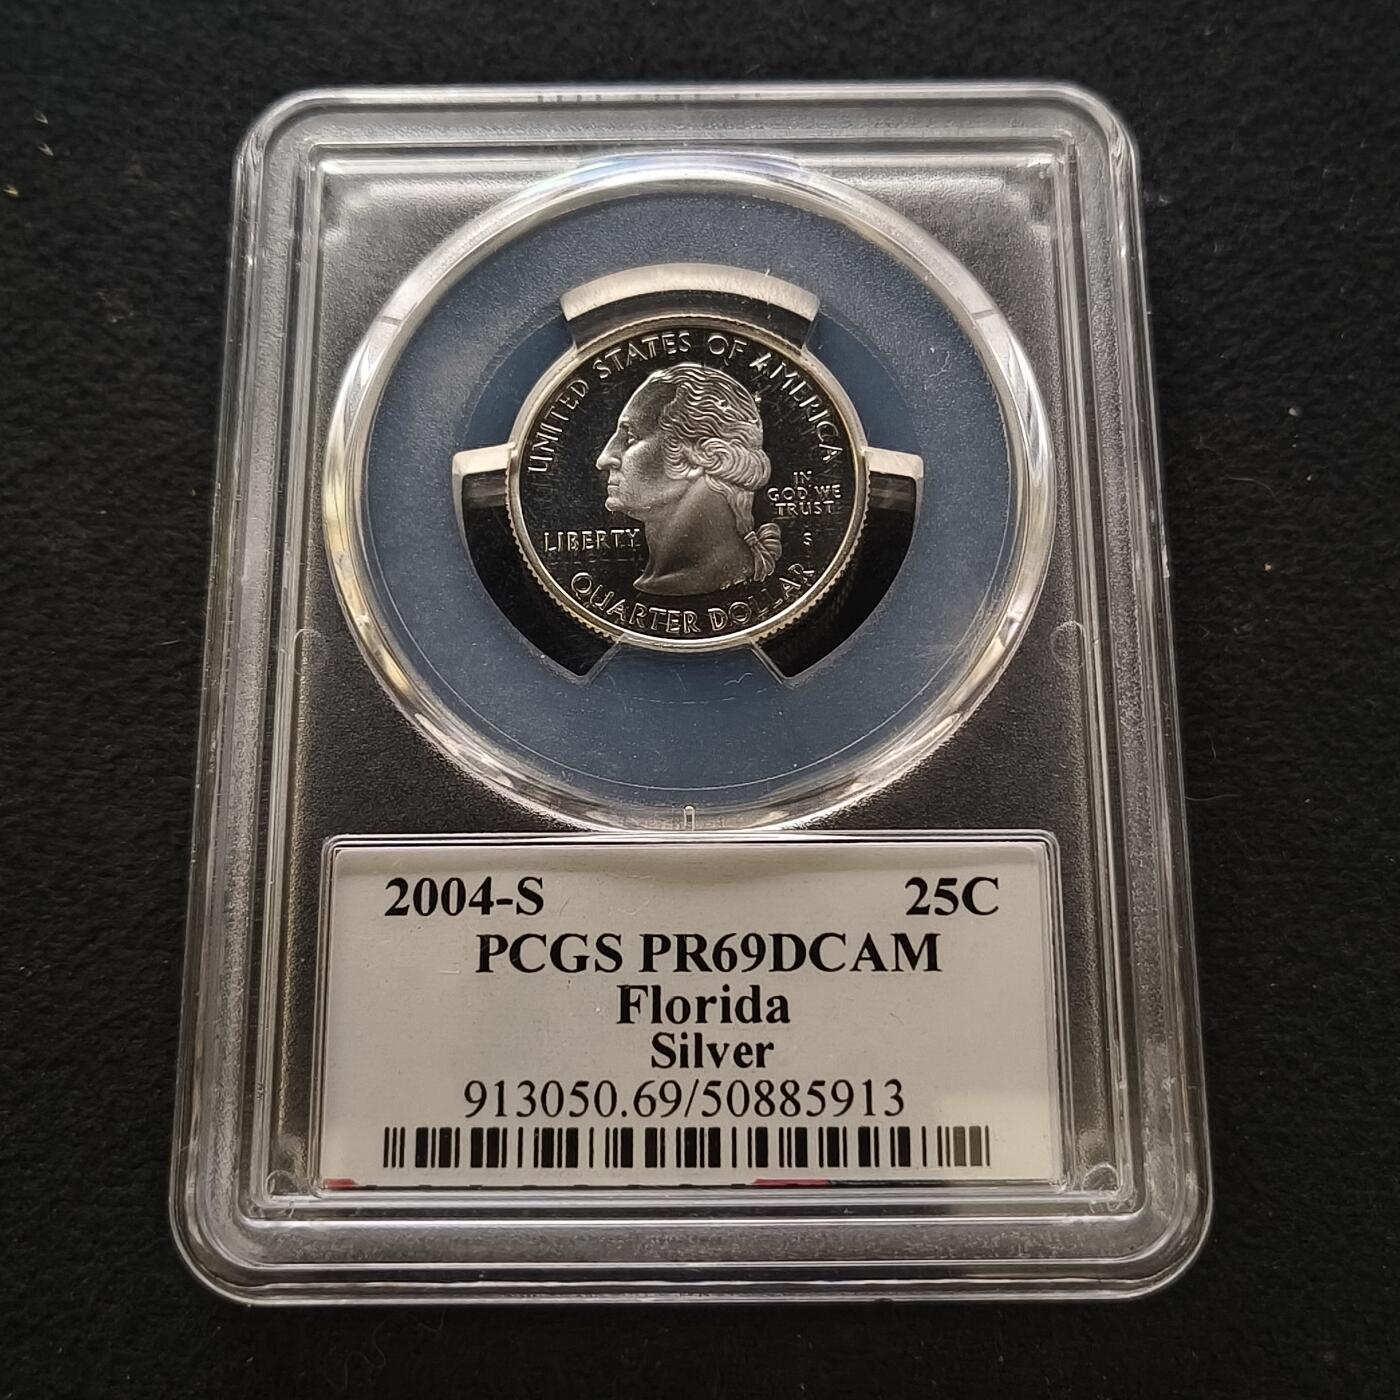 UNITED STATES OF AMERICA
IN
GOD WE
TRUST
LIBERTY
S
QUARTER DOLLAR
2004-S 25C
PCGS PR69DCAM
Florida
Silver
913050.69/50885913